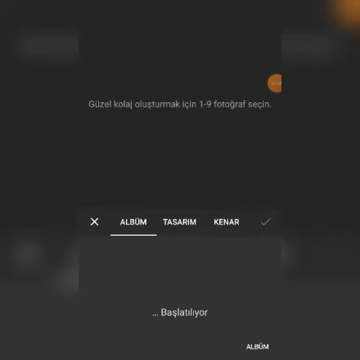 Güzel kolaj oluşturmak için 1-9 fotoğraf seçin.
ALBÜM TASARIM KENAR
... Başlatılıyor
ALBÜM